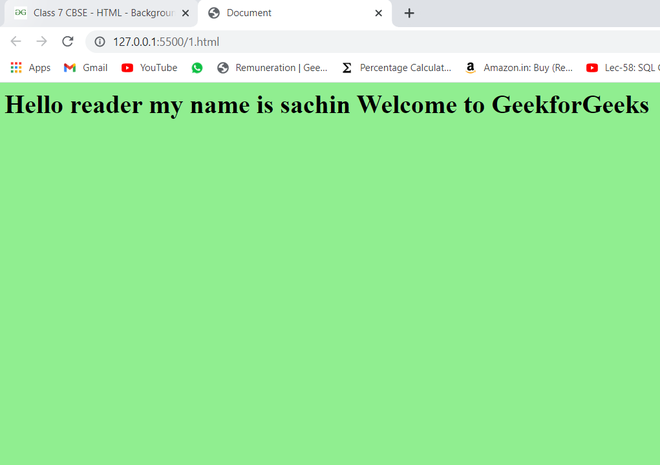 Class 7 CBSE - HTML - Backgroun
Document
127.0.0.1:5500/1.html
Apps
Gmail
YouTube
Remuneration | Gee...
Percentage Calculat...
Amazon.in: Buy (Re...
Lec-58: SQL
Hello reader my name is sachin Welcome to GeekforGeeks